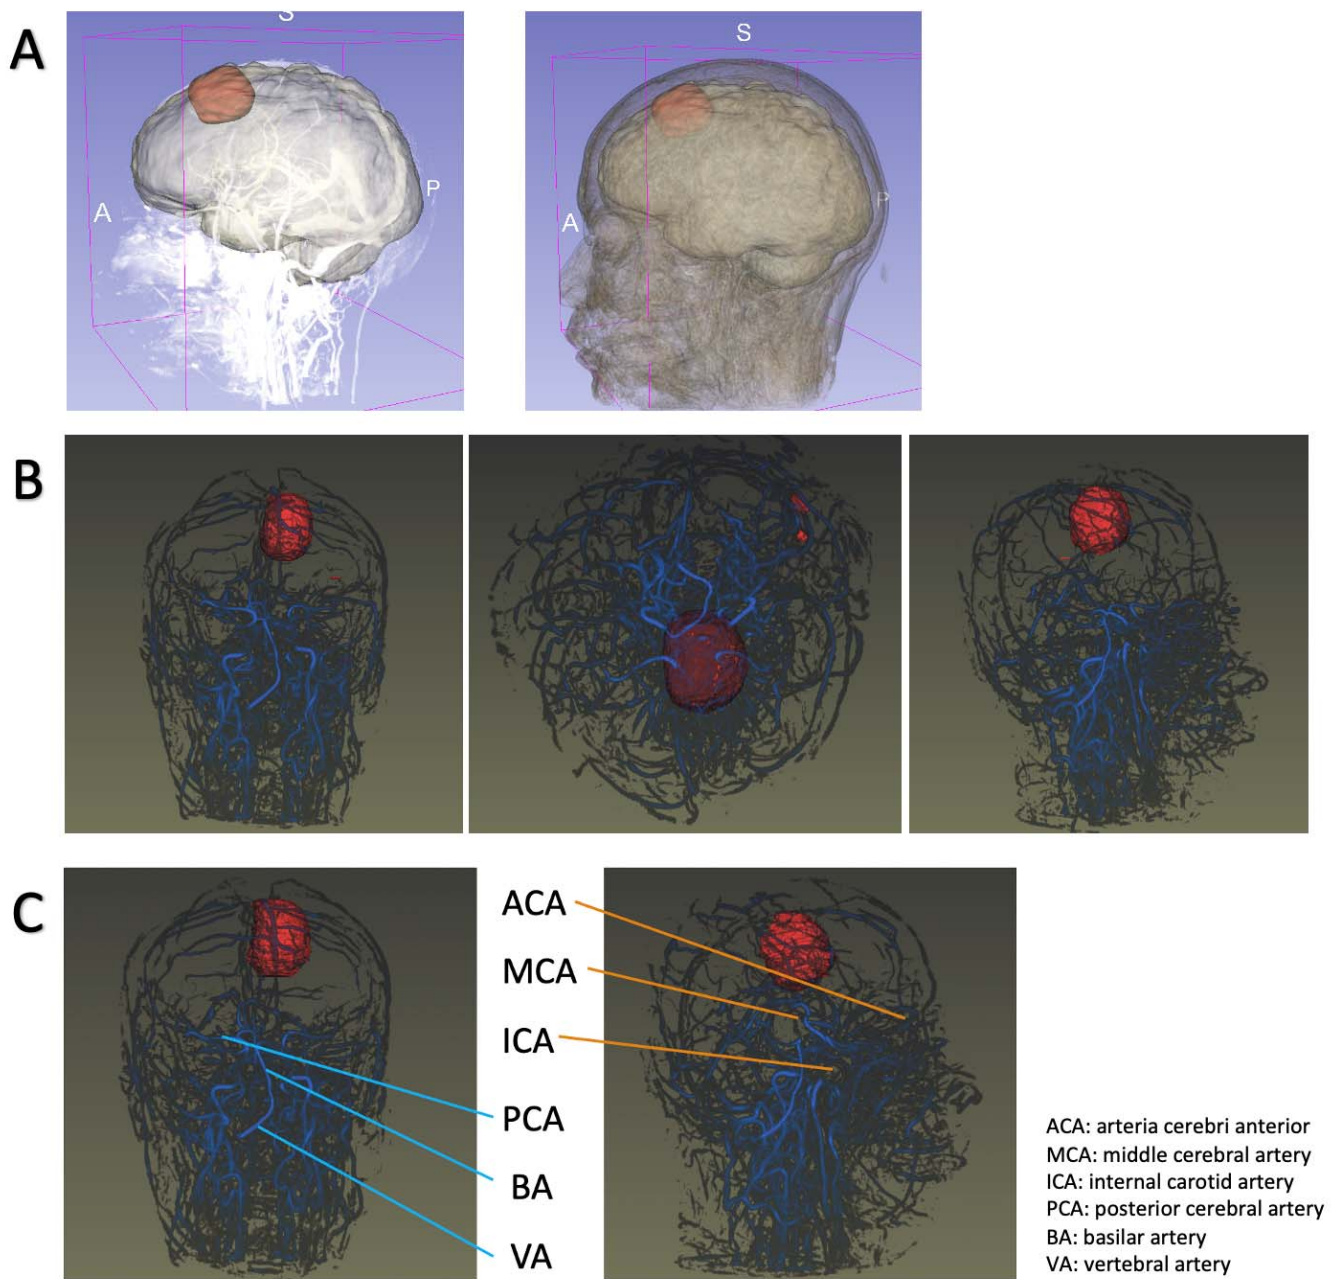 A
S
A
P
S
A
P
B
C
ACA
MCA
ICA
PCA
BA
VA
ACA: arteria cerebri anterior
MCA: middle cerebral artery
ICA: internal carotid artery
PCA: posterior cerebral artery
BA: basilar artery
VA: vertebral artery